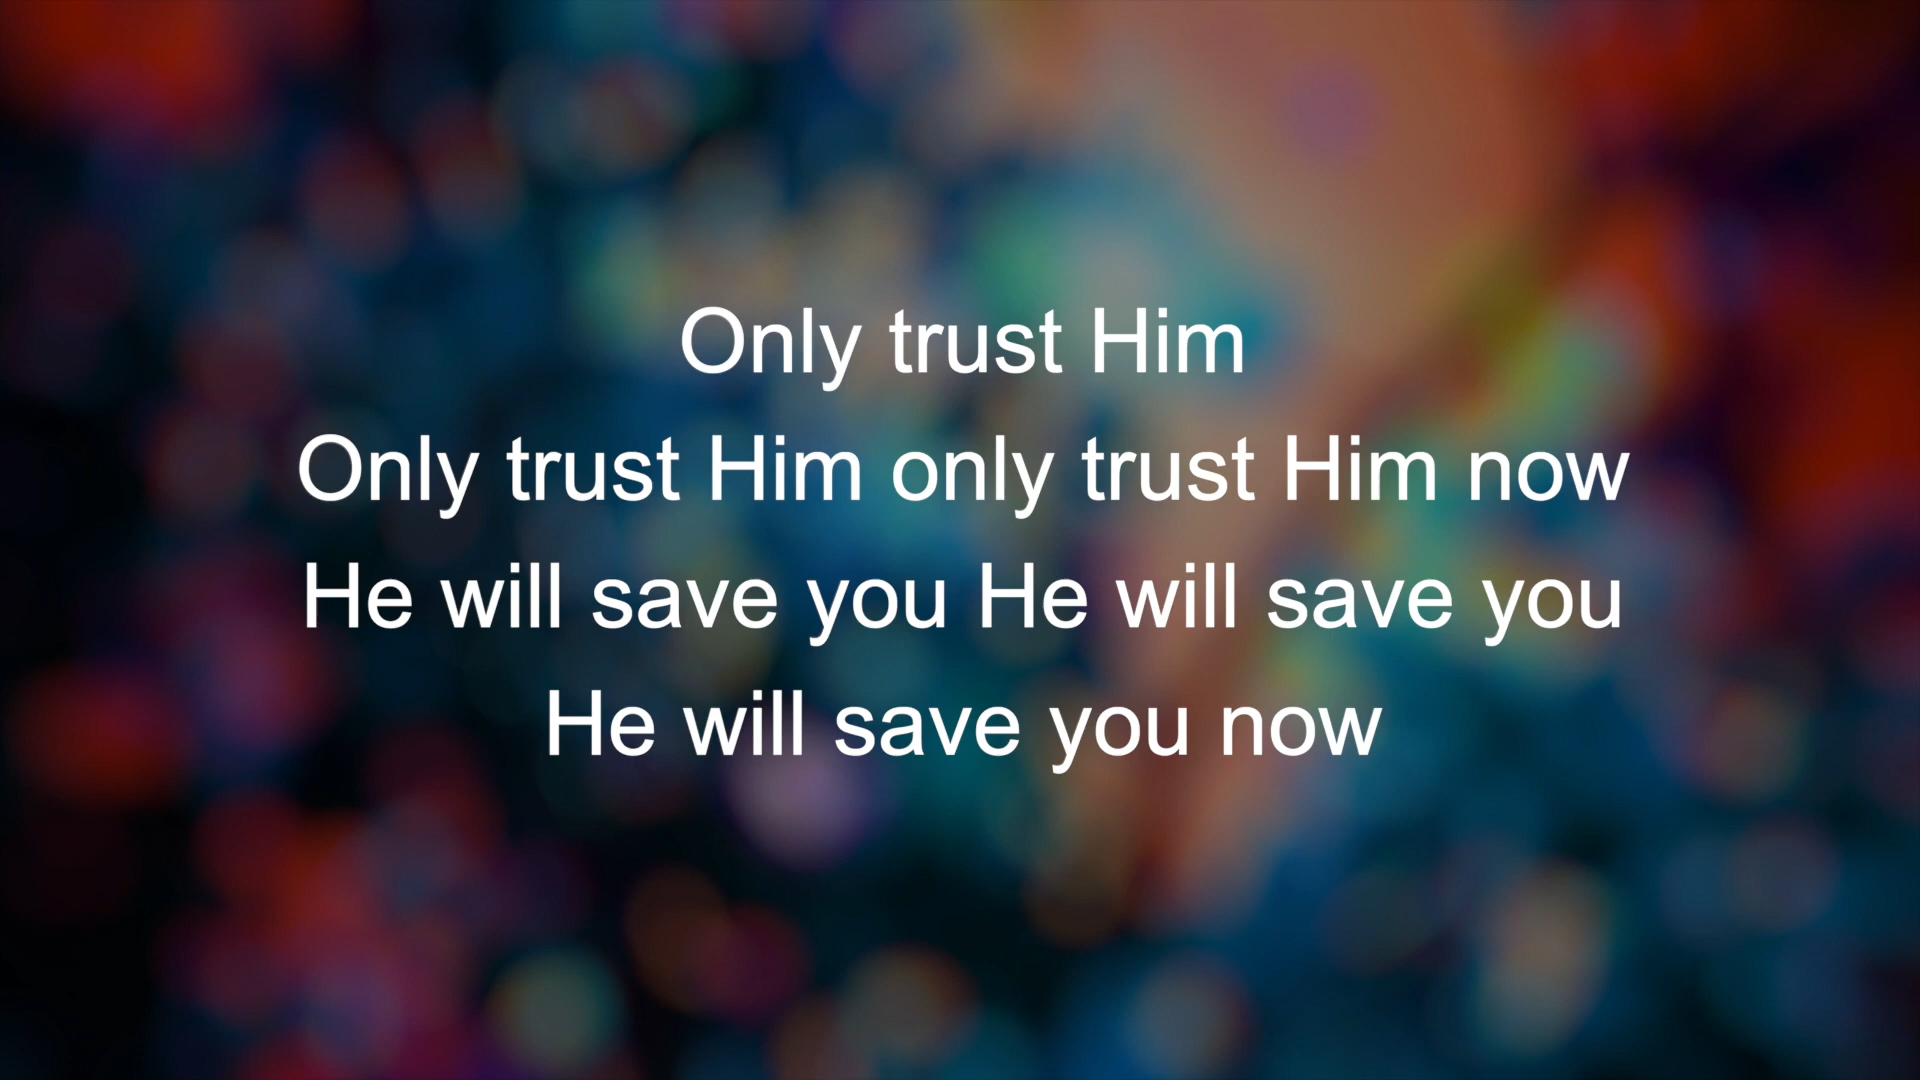 Only trust Him
Only trust Him only trust Him now
He will save you He will save you
He will save you now